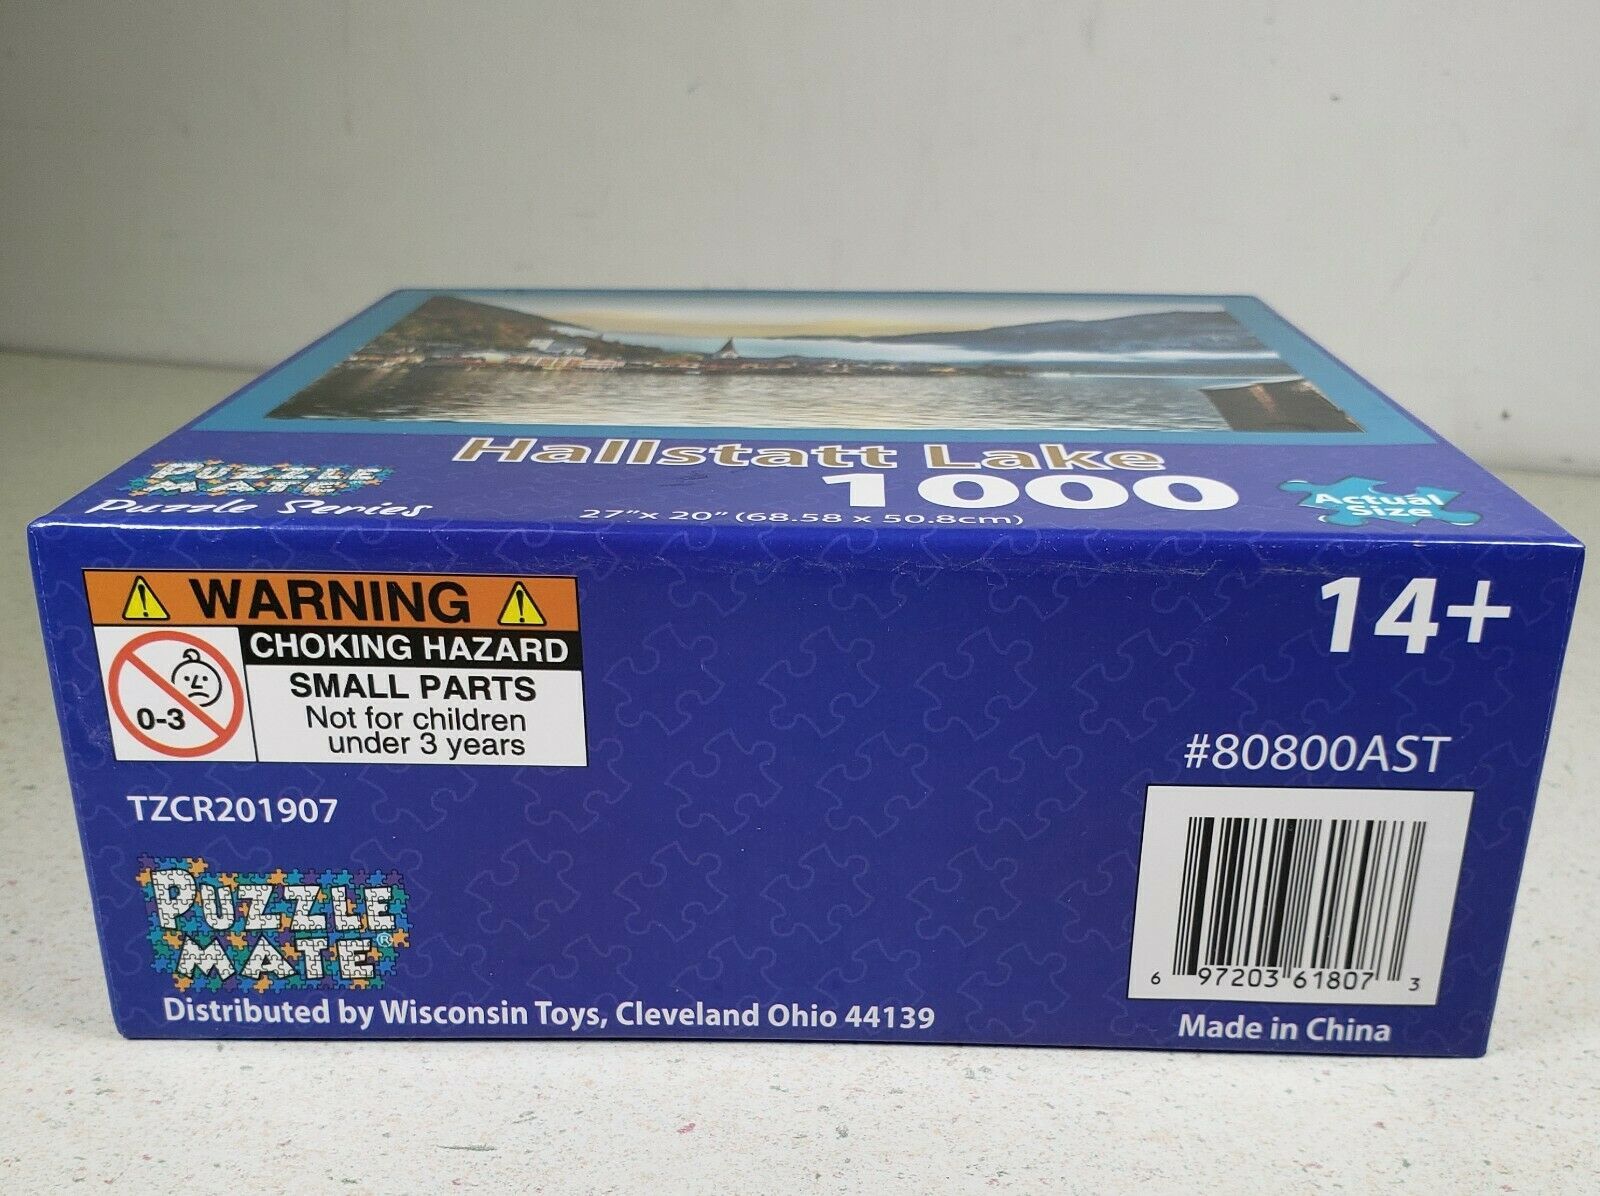 Hallstatt Lake
PUZZLE
MATE
Puzzle Series
1000
27"x 20" (68.58 x 50.8cm)
Actual
Size
WARNING
CHOKING HAZARD
SMALL PARTS
0-3
Not for children
under 3 years
TZCR201907
PUZZLE
MATE®
Distributed by Wisconsin Toys, Cleveland Ohio 44139
14+
#80800AST
6 97203 61807 3
Made in China